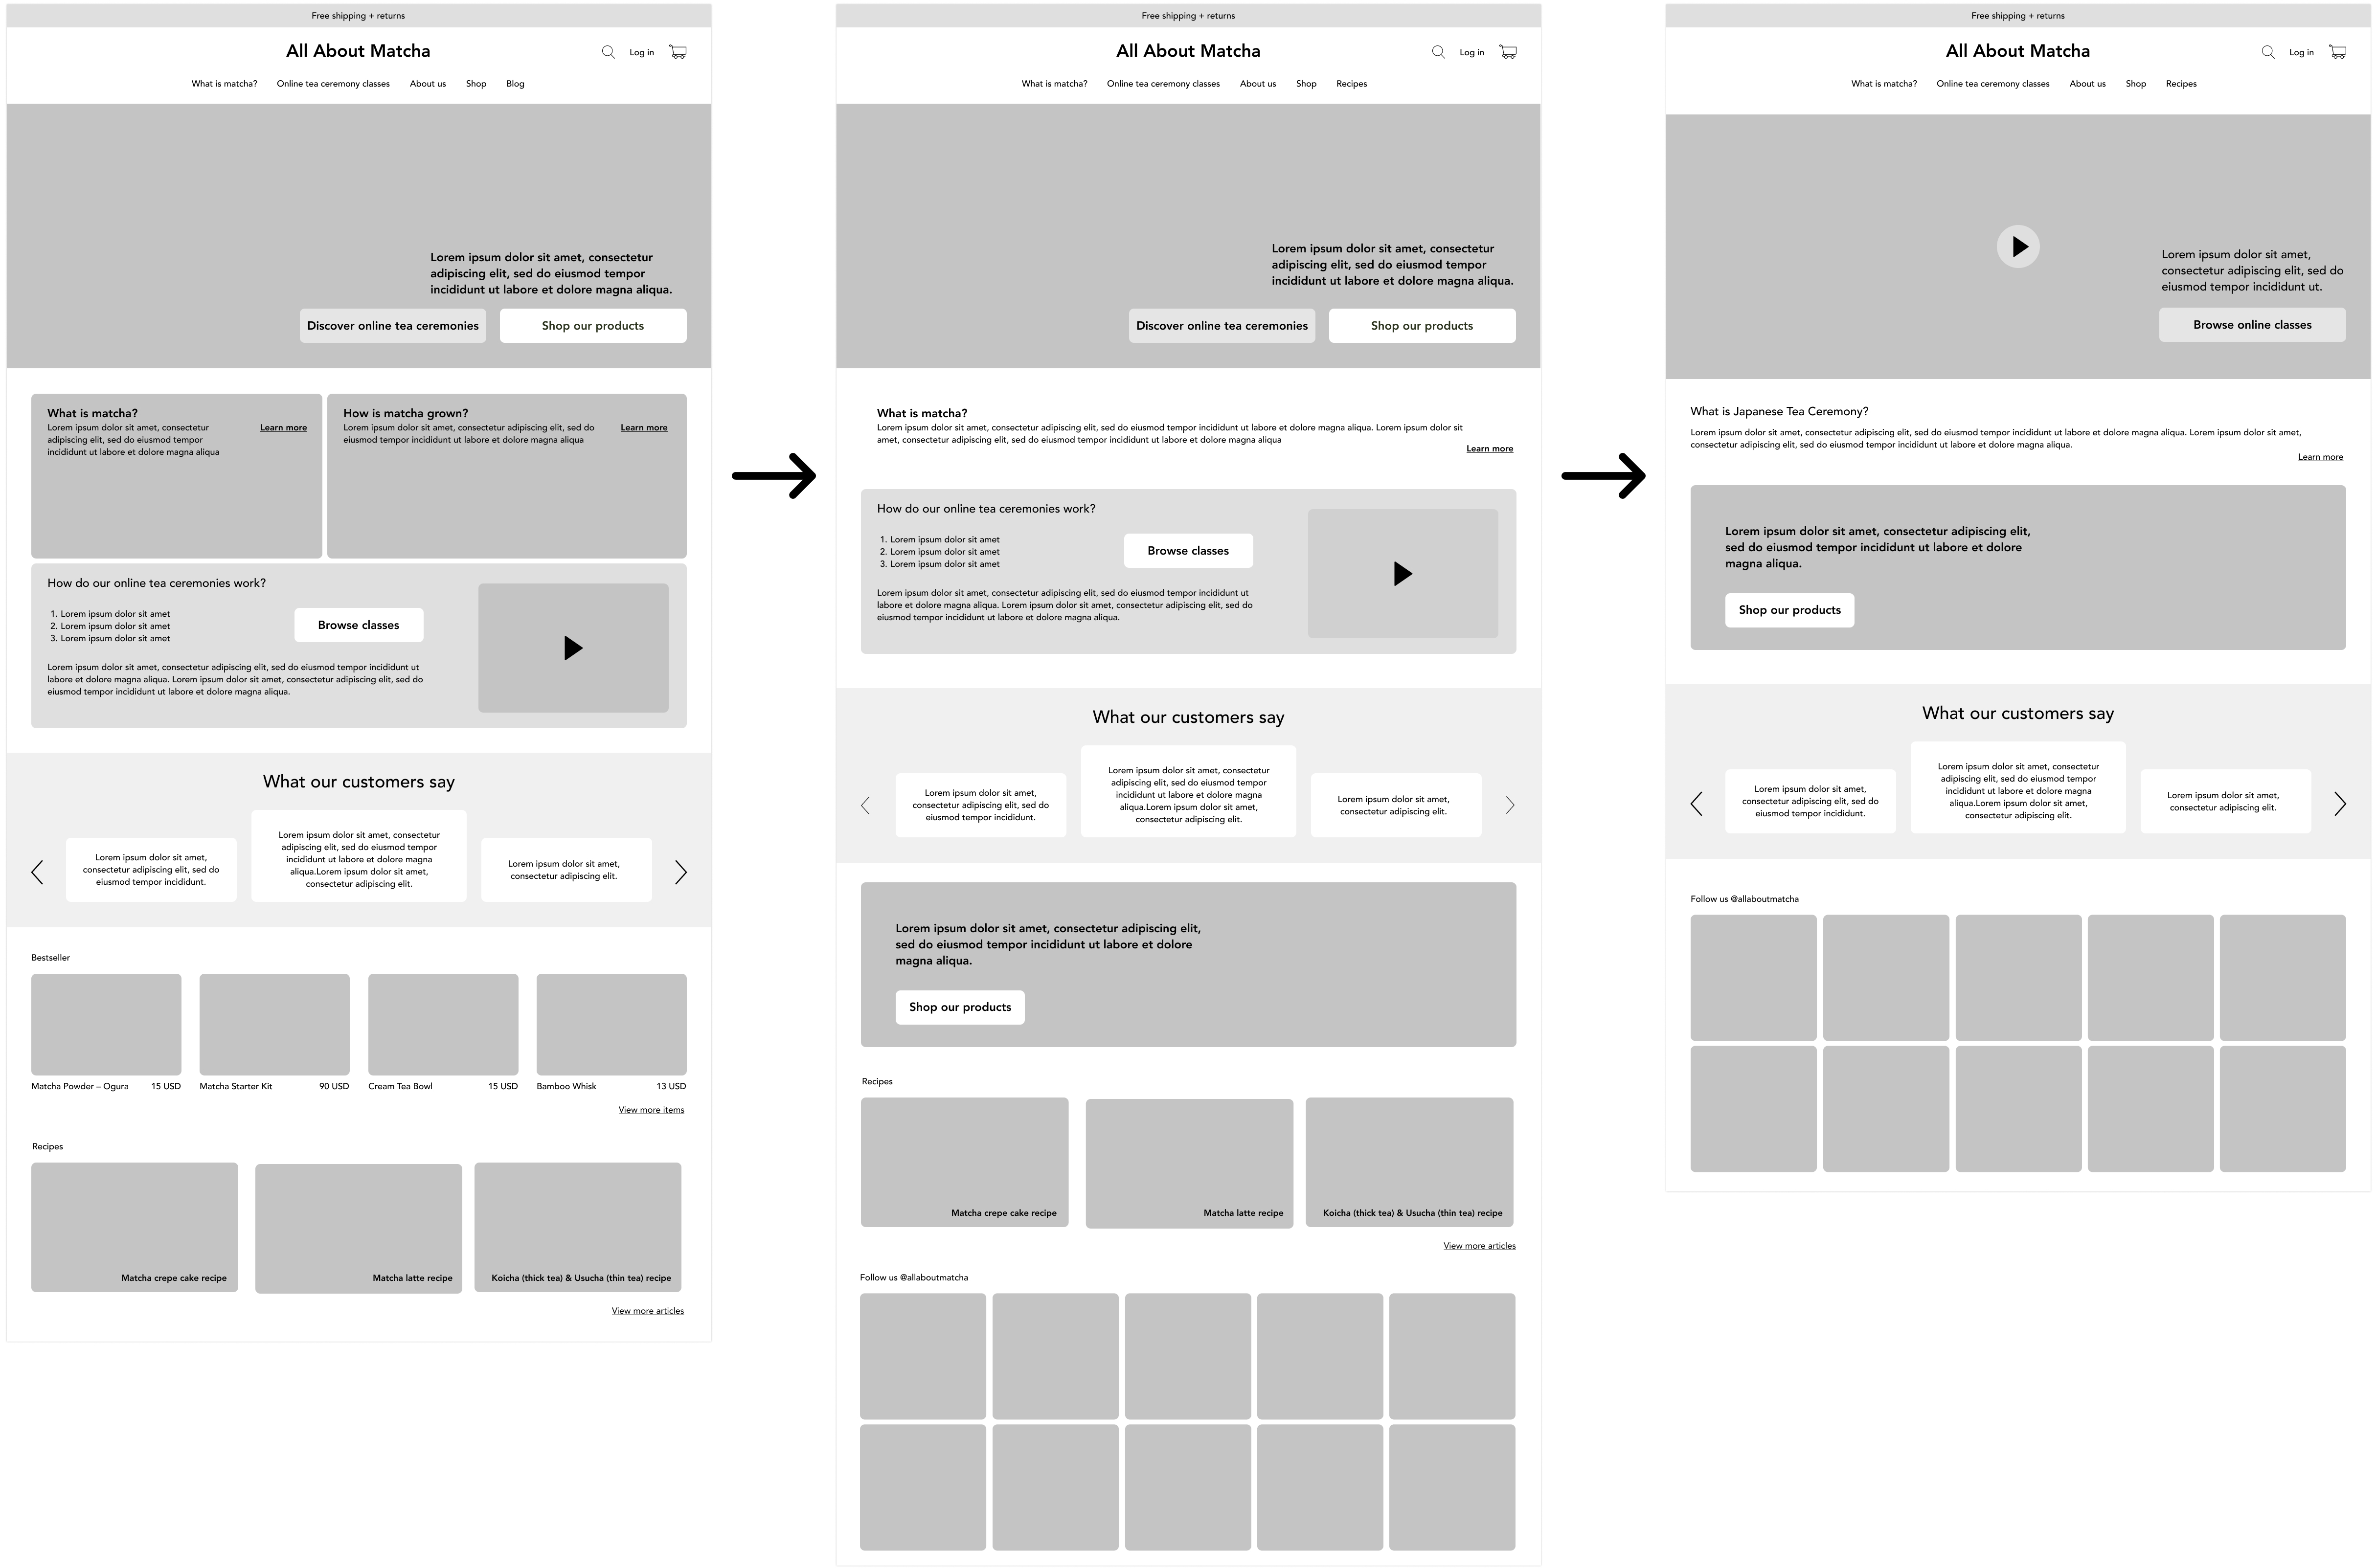 Free shipping + returns
All About Matcha
Log in
What is matcha? Online tea ceremony classes About us Shop Blog
Lorem ipsum dolor sit amet, consectetur
adipiscing elit, sed do eiusmod tempor
incididunt ut labore et dolore magna aliqua.
Discover online tea ceremonies
Shop our products
What is matcha?
Lorem ipsum dolor sit amet, consectetur
adipiscing elit, sed do eiusmod tempor
incididunt ut labore et dolore magna aliqua
Learn more
How is matcha grown?
Lorem ipsum dolor sit amet, consectetur adipiscing elit, sed do
eiusmod tempor incididunt ut labore et dolore magna aliqua
Learn more
How do our online tea ceremonies work?
1. Lorem ipsum dolor sit amet
2. Lorem ipsum dolor sit amet
3. Lorem ipsum dolor sit amet
Browse classes
Lorem ipsum dolor sit amet, consectetur adipiscing elit, sed do eiusmod tempor incididunt ut
labore et dolore magna aliqua. Lorem ipsum dolor sit amet, consectetur adipiscing elit, sed do
eiusmod tempor incididunt ut labore et dolore magna aliqua.
What our customers say
Lorem ipsum dolor sit amet,
consectetur adipiscing elit, sed do
eiusmod tempor incididunt.
Lorem ipsum dolor sit amet, consectetur
adipiscing elit, sed do eiusmod tempor
incididunt ut labore et dolore magna
aliqua.Lorem ipsum dolor sit amet,
consectetur adipiscing elit.
Lorem ipsum dolor sit amet,
consectetur adipiscing elit.
Bestseller
Matcha Powder – Ogura 15 USD
Matcha Starter Kit 90 USD
Cream Tea Bowl 15 USD
Bamboo Whisk 13 USD
View more items
Recipes
Matcha crepe cake recipe
Matcha latte recipe
Koicha (thick tea) & Usucha (thin tea) recipe
View more articles
Free shipping + returns
All About Matcha
Log in
What is matcha? Online tea ceremony classes About us Shop Recipes
Lorem ipsum dolor sit amet, consectetur
adipiscing elit, sed do eiusmod tempor
incididunt ut labore et dolore magna aliqua.
Discover online tea ceremonies
Shop our products
What is matcha?
Lorem ipsum dolor sit amet, consectetur adipiscing elit, sed do eiusmod tempor incididunt ut labore et dolore magna aliqua. Lorem ipsum dolor sit
amet, consectetur adipiscing elit, sed do eiusmod tempor incididunt ut labore et dolore magna aliqua
Learn more
How do our online tea ceremonies work?
1. Lorem ipsum dolor sit amet
2. Lorem ipsum dolor sit amet
3. Lorem ipsum dolor sit amet
Browse classes
Lorem ipsum dolor sit amet, consectetur adipiscing elit, sed do eiusmod tempor incididunt ut
labore et dolore magna aliqua. Lorem ipsum dolor sit amet, consectetur adipiscing elit, sed do
eiusmod tempor incididunt ut labore et dolore magna aliqua.
What our customers say
Lorem ipsum dolor sit amet,
consectetur adipiscing elit, sed do
eiusmod tempor incididunt.
Lorem ipsum dolor sit amet, consectetur
adipiscing elit, sed do eiusmod tempor
incididunt ut labore et dolore magna
aliqua.Lorem ipsum dolor sit amet,
consectetur adipiscing elit.
Lorem ipsum dolor sit amet,
consectetur adipiscing elit.
Lorem ipsum dolor sit amet, consectetur adipiscing elit,
sed do eiusmod tempor incididunt ut labore et dolore
magna aliqua.
Shop our products
Recipes
Matcha crepe cake recipe
Matcha latte recipe
Koicha (thick tea) & Usucha (thin tea) recipe
View more articles
Follow us @allaboutmatcha
Free shipping + returns
All About Matcha
Log in
What is matcha? Online tea ceremony classes About us Shop Recipes
Lorem ipsum dolor sit amet,
consectetur adipiscing elit, sed do
eiusmod tempor incididunt ut.
Browse online classes
What is Japanese Tea Ceremony?
Lorem ipsum dolor sit amet, consectetur adipiscing elit, sed do eiusmod tempor incididunt ut labore et dolore magna aliqua. Lorem ipsum dolor sit amet,
consectetur adipiscing elit, sed do eiusmod tempor incididunt ut labore et dolore magna aliqua.
Learn more
Lorem ipsum dolor sit amet, consectetur adipiscing elit,
sed do eiusmod tempor incididunt ut labore et dolore
magna aliqua.
Shop our products
What our customers say
Lorem ipsum dolor sit amet,
consectetur adipiscing elit, sed do
eiusmod tempor incididunt.
Lorem ipsum dolor sit amet, consectetur
adipiscing elit, sed do eiusmod tempor
incididunt ut labore et dolore magna
aliqua.Lorem ipsum dolor sit amet,
consectetur adipiscing elit.
Lorem ipsum dolor sit amet,
consectetur adipiscing elit.
Follow us @allaboutmatcha